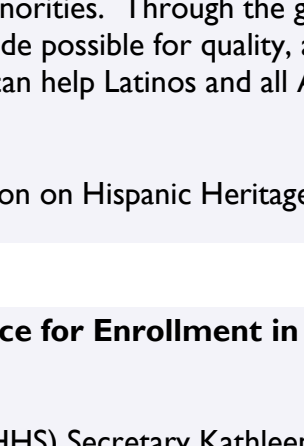 norities. Through the g
de possible for quality, a
can help Latinos and all A
on on Hispanic Heritage
ce for Enrollment in
HHS) Secretary Kathleen